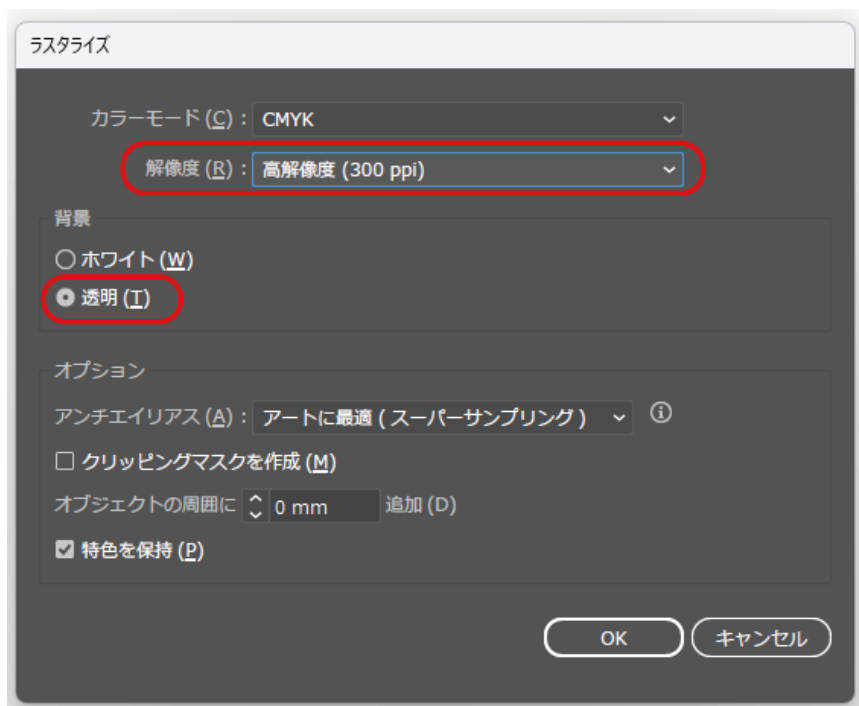 ラスタライズ
カラーモード (C) : CMYK
解像度 (R) : 高解像度 (300 ppi)
背景
ホワイト (W)
透明 (T)
オプション
アンチエイリアス (A) : アートに最適 ( スーパーサンプリング )
クリッピングマスクを作成 (M)
オブジェクトの周囲に 0 mm 追加 (D)
特色を保持 (P)
OK キャンセル